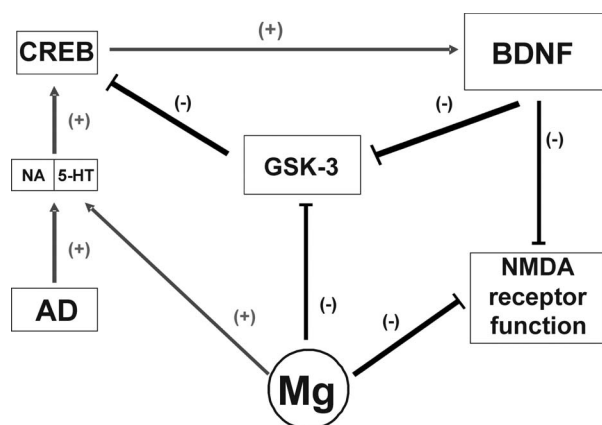 (+)
CREB
BDNF
(-)
(-)
(+)
(-)
GSK-3
NA 5-HT
(+)
NMDA
receptor
function
AD
(+)
(-)
(-)
Mg